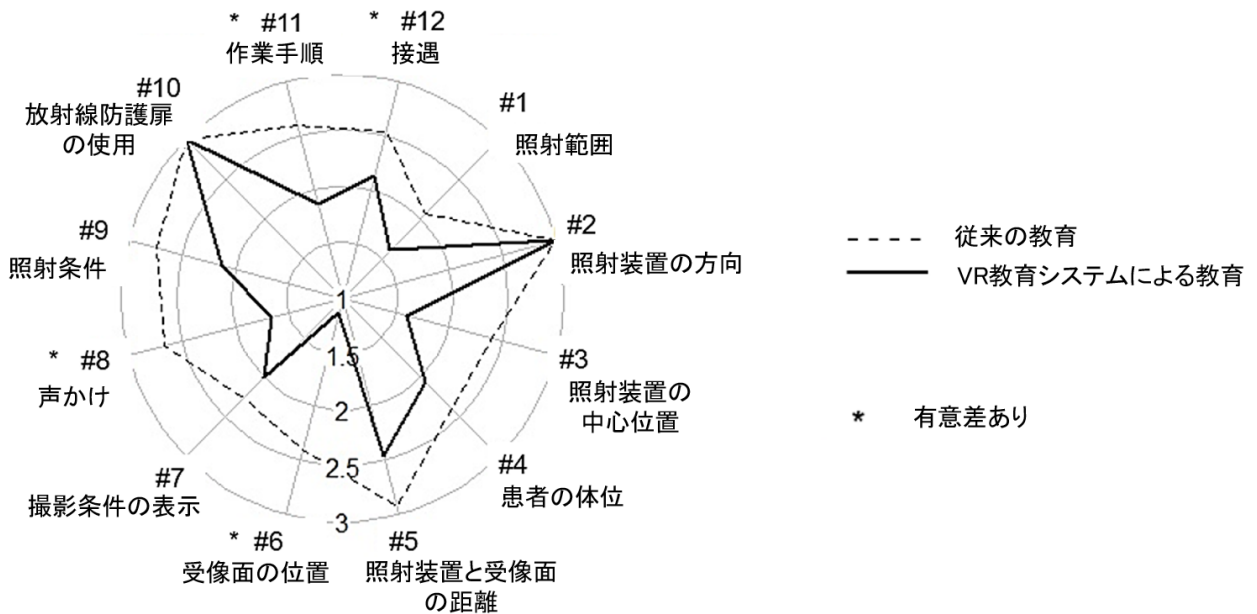 * #11
作業手順
* #12
接遇
#1
照射範囲
#2
照射装置の方向
#3
照射装置の
中心位置
#4
患者の体位
#5
照射装置と受像面
の距離
* #6
受像面の位置
#7
撮影条件の表示
* #8
声かけ
#9
照射条件
#10
放射線防護扉
の使用
1
1.5
2
2.5
3
従来の教育
VR教育システムによる教育
* 有意差あり